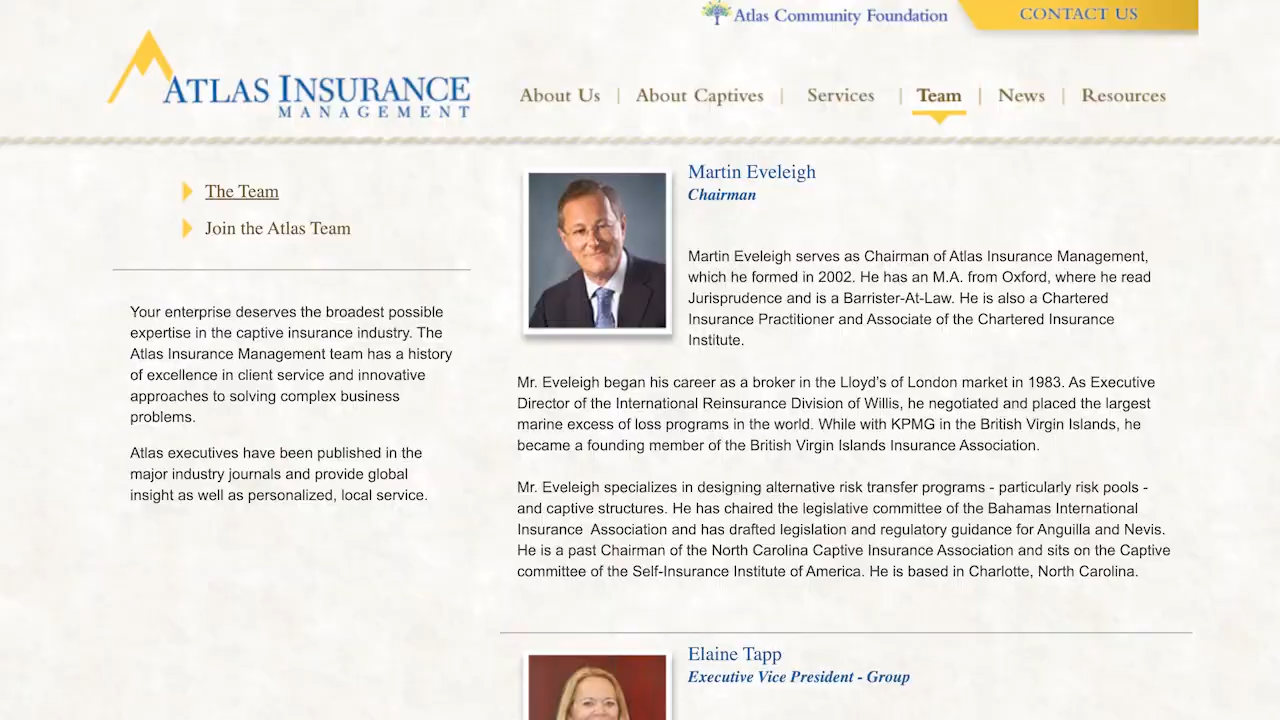 Atlas Community Foundation
CONTACT US
ATLAS INSURANCE
MANAGEMENT
About Us | About Captives | Services | Team | News | Resources
The Team
Join the Atlas Team
Your enterprise deserves the broadest possible
expertise in the captive insurance industry. The
Atlas Insurance Management team has a history
of excellence in client service and innovative
approaches to solving complex business
problems.
Atlas executives have been published in the
major industry journals and provide global
insight as well as personalized, local service.
Martin Eveleigh
Chairman
Martin Eveleigh serves as Chairman of Atlas Insurance Management,
which he formed in 2002. He has an M.A. from Oxford, where he read
Jurisprudence and is a Barrister-At-Law. He is also a Chartered
Insurance Practitioner and Associate of the Chartered Insurance
Institute.
Mr. Eveleigh began his career as a broker in the Lloyd's of London market in 1983. As Executive
Director of the International Reinsurance Division of Willis, he negotiated and placed the largest
marine excess of loss programs in the world. While with KPMG in the British Virgin Islands, he
became a founding member of the British Virgin Islands Insurance Association.
Mr. Eveleigh specializes in designing alternative risk transfer programs - particularly risk pools -
and captive structures. He has chaired the legislative committee of the Bahamas International
Insurance Association and has drafted legislation and regulatory guidance for Anguilla and Nevis.
He is a past Chairman of the North Carolina Captive Insurance Association and sits on the Captive
committee of the Self-Insurance Institute of America. He is based in Charlotte, North Carolina.
Elaine Tapp
Executive Vice President - Group